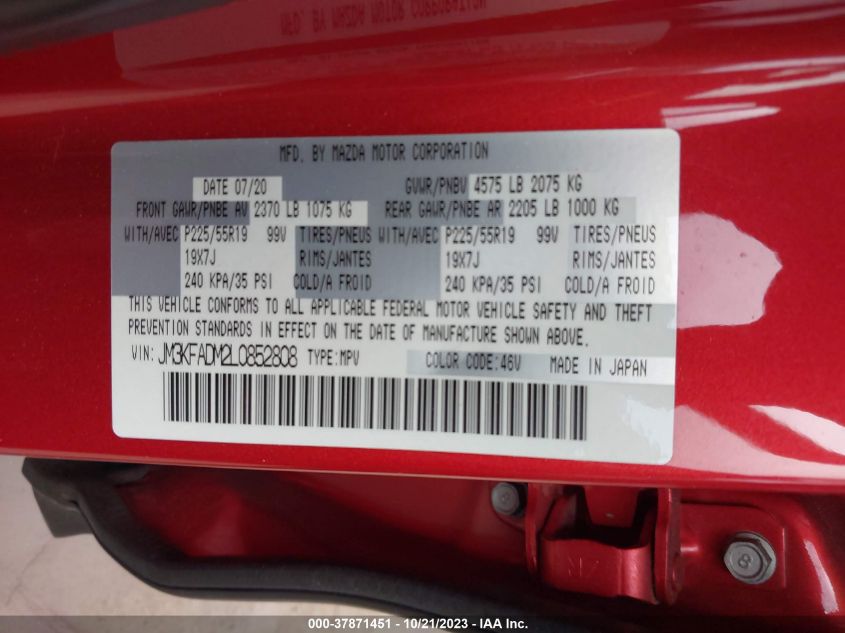 MFD. BY MAZDA MOTOR CORPORATION
DATE 07/20 GVWR/PNBV 4575 LB 2075 KG
FRONT GAWR/PNBE AV 2370 LB 1075 KG REAR GAWR/PNBE AR 2205 LB 1000 KG
WITH/AVEC P225/55R19 99V TIRES/PNEUS WITH/AVEC P225/55R19 99V TIRES/PNEUS
19X7J RIMS/JANTES 19X7J RIMS/JANTES
240 KPA/35 PSI COLD/A FROID 240 KPA/35 PSI COLD/A FROID
THIS VEHICLE CONFORMS TO ALL APPLICABLE FEDERAL MOTOR VEHICLE SAFETY AND THEFT
PREVENTION STANDARDS IN EFFECT ON THE DATE OF MANUFACTURE SHOWN ABOVE.
VIN: JM3KFADM2L0852808 TYPE:MPV COLOR CODE:46V MADE IN JAPAN
8
000-37871451 - 10/21/2023 - IAA Inc.